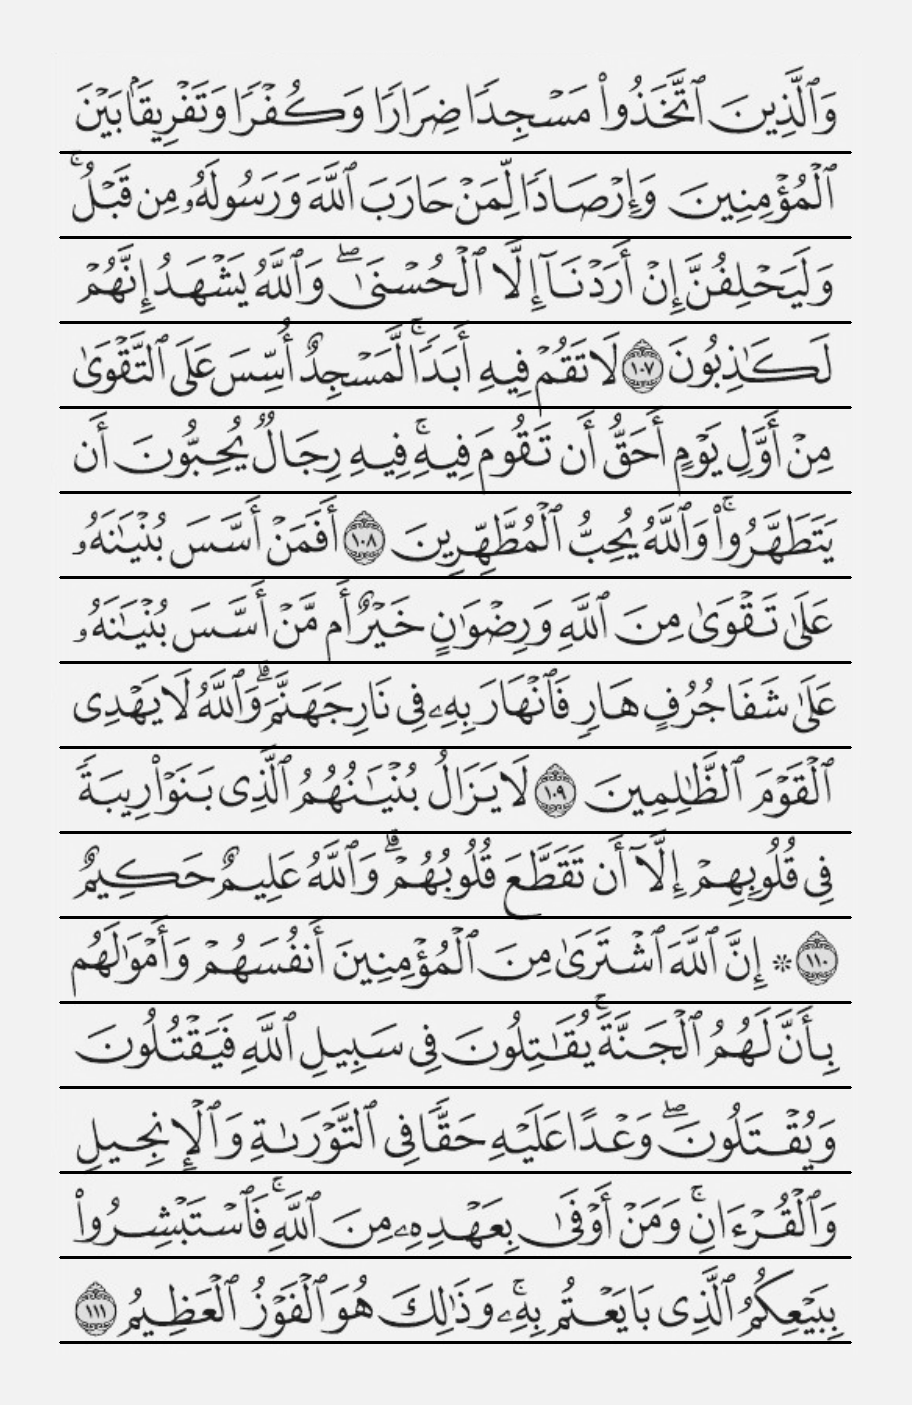 وَٱلَّذِينَ ٱتَّخَذُوا۟ مَسْجِدًا ضِرَارًا وَكُفْرًا وَتَفْرِيقًۢا بَيْنَ
ٱلْمُؤْمِنِينَ وَإِرْصَادًا لِّمَنْ حَارَبَ ٱللَّهَ وَرَسُولَهُۥ مِن قَبْلُ ۚ
وَلَيَحْلِفُنَّ إِنْ أَرَدْنَآ إِلَّا ٱلْحُسْنَىٰ ۖ وَٱللَّهُ يَشْهَدُ إِنَّهُمْ
لَكَـٰذِبُونَ ١٠٧ لَا تَقُمْ فِيهِ أَبَدًا ۚ لَّمَسْجِدٌ أُسِّسَ عَلَى ٱلتَّقْوَىٰ
مِنْ أَوَّلِ يَوْمٍ أَحَقُّ أَن تَقُومَ فِيهِ ۚ فِيهِ رِجَالٌ يُحِبُّونَ أَن
يَتَطَهَّرُوا۟ ۚ وَٱللَّهُ يُحِبُّ ٱلْمُطَّهِّرِينَ ١٠٨ أَفَمَنْ أَسَّسَ بُنْيَـٰنَهُۥ
عَلَىٰ تَقْوَىٰ مِنَ ٱللَّهِ وَرِضْوَٰنٍ خَيْرٌ أَم مَّنْ أَسَّسَ بُنْيَـٰنَهُۥ
عَلَىٰ شَفَا جُرُفٍ هَارٍ فَٱنْهَارَ بِهِۦ فِى نَارِ جَهَنَّمَ ۗ وَٱللَّهُ لَا يَهْدِى
ٱلْقَوْمَ ٱلظَّـٰلِمِينَ ١٠٩ لَا يَزَالُ بُنْيَـٰنُهُمُ ٱلَّذِى بَنَوْا۟ رِيبَةً
فِى قُلُوبِهِمْ إِلَّآ أَن تَقَطَّعَ قُلُوبُهُمْ ۗ وَٱللَّهُ عَلِيمٌ حَكِيمٌ
١١٠ ۞ إِنَّ ٱللَّهَ ٱشْتَرَىٰ مِنَ ٱلْمُؤْمِنِينَ أَنفُسَهُمْ وَأَمْوَٰلَهُم
بِأَنَّ لَهُمُ ٱلْجَنَّةَ ۚ يُقَـٰتِلُونَ فِى سَبِيلِ ٱللَّهِ فَيَقْتُلُونَ
وَيُقْتَلُونَ ۖ وَعْدًا عَلَيْهِ حَقًّا فِى ٱلتَّوْرَىٰةِ وَٱلْإِنجِيلِ
وَٱلْقُرْءَانِ ۚ وَمَنْ أَوْفَىٰ بِعَهْدِهِۦ مِنَ ٱللَّهِ ۚ فَٱسْتَبْشِرُوا۟
بِبَيْعِكُمُ ٱلَّذِى بَايَعْتُم بِهِۦ ۚ وَذَٰلِكَ هُوَ ٱلْفَوْزُ ٱلْعَظِيمُ ١١١